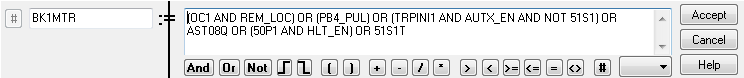 # BK1MTR := (OC1 AND REM_LOC) OR (PB4_PUL) OR (TRPINI1 AND AUTX_EN AND NOT 51S1) OR Accept
AST08Q OR (50P1 AND HLT_EN) OR 51S1T
Cancel
And Or Not ( ) + - / * > < >= <= = <> # Help